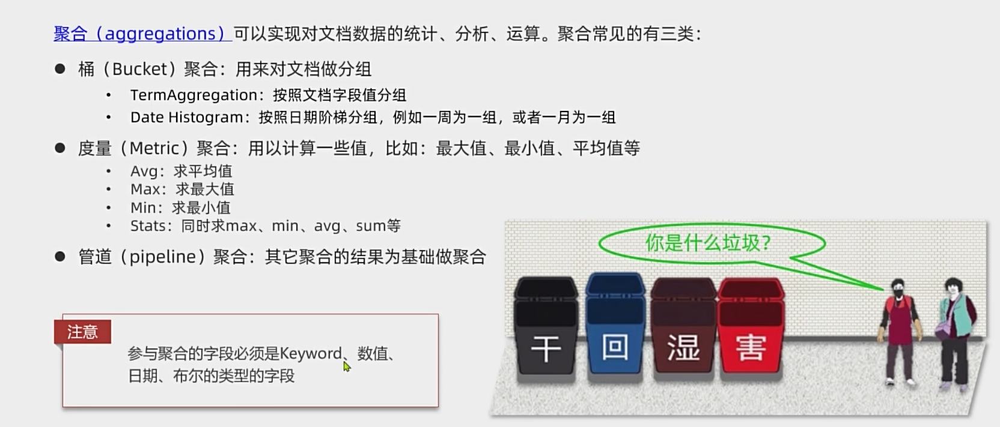 聚合（aggregations）可以实现对文档数据的统计、分析、运算。聚合常见的有三类：
● 桶（Bucket）聚合：用来对文档做分组
• TermAggregation：按照文档字段值分组
• Date Histogram：按照日期阶梯分组，例如一周为一组，或者一月为一组
● 度量（Metric）聚合：用以计算一些值，比如：最大值、最小值、平均值等
• Avg：求平均值
• Max：求最大值
• Min：求最小值
• Stats：同时求max、min、avg、sum等
● 管道（pipeline）聚合：其它聚合的结果为基础做聚合
你是什么垃圾？
干 回 湿 害
注意
参与聚合的字段必须是Keyword、数值、
日期、布尔的类型的字段